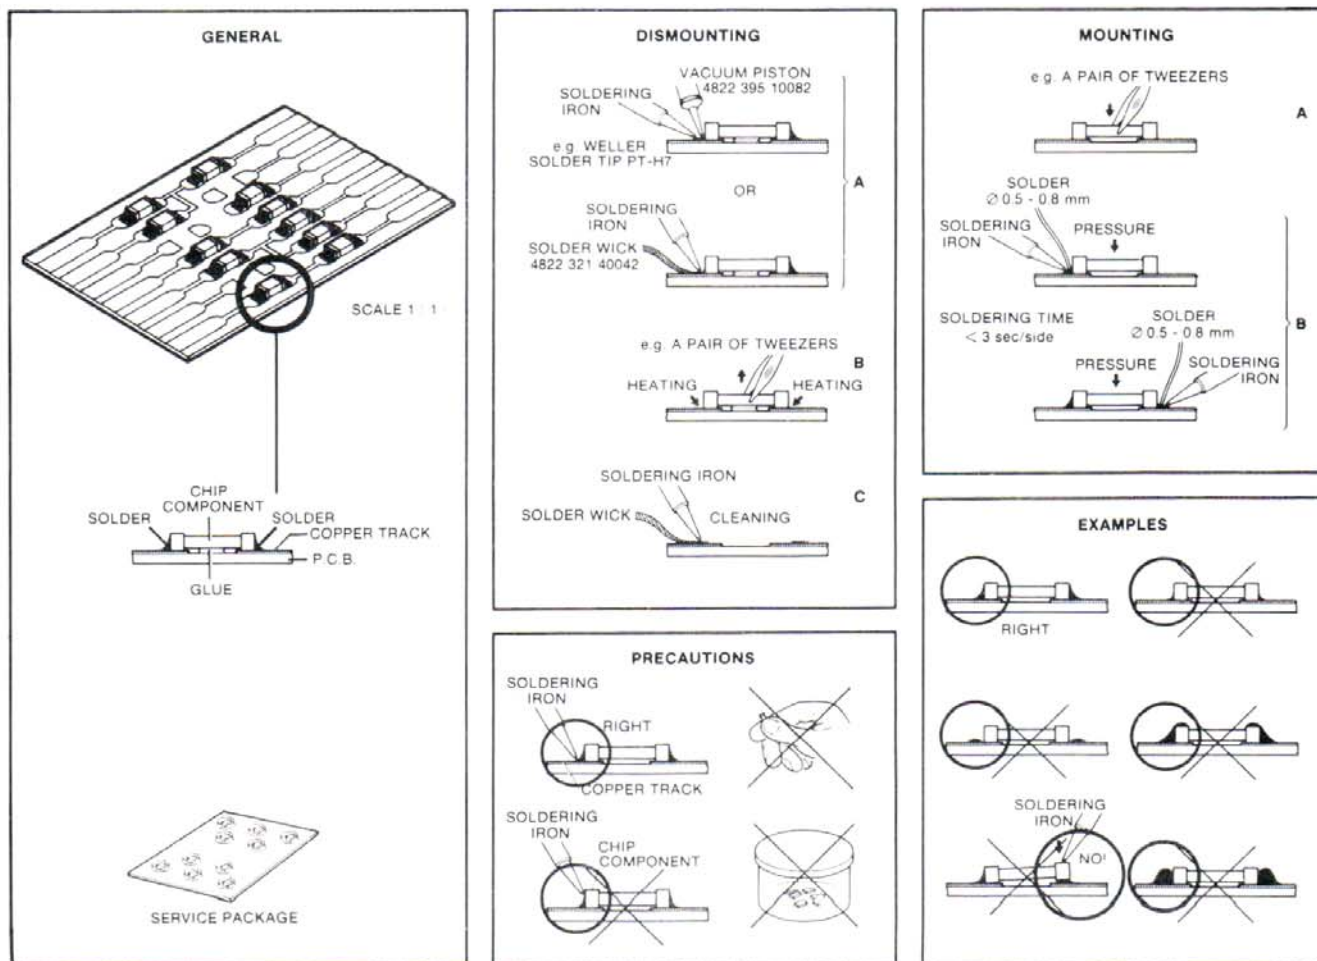 GENERAL
SCALE 1:1
CHIP
COMPONENT
SOLDER
SOLDER
COPPER TRACK
P.C.B.
GLUE
SERVICE PACKAGE
DISMOUNTING
VACUUM PISTON
4822 395 10082
SOLDERING
IRON
e.g. WELLER
SOLDER TIP PT-H7
A
OR
SOLDERING
IRON
SOLDER WICK
4822 321 40042
e.g. A PAIR OF TWEEZERS
B
HEATING
HEATING
SOLDERING IRON
C
SOLDER WICK
CLEANING
PRECAUTIONS
SOLDERING
IRON
RIGHT
COPPER TRACK
SOLDERING
IRON
CHIP
COMPONENT
MOUNTING
e.g. A PAIR OF TWEEZERS
A
SOLDER
Ø 0.5 - 0.8 mm
SOLDERING
IRON
PRESSURE
SOLDERING TIME
< 3 sec/side
SOLDER
Ø 0.5 - 0.8 mm
B
PRESSURE
SOLDERING
IRON
EXAMPLES
RIGHT
SOLDERING
IRON
NO!